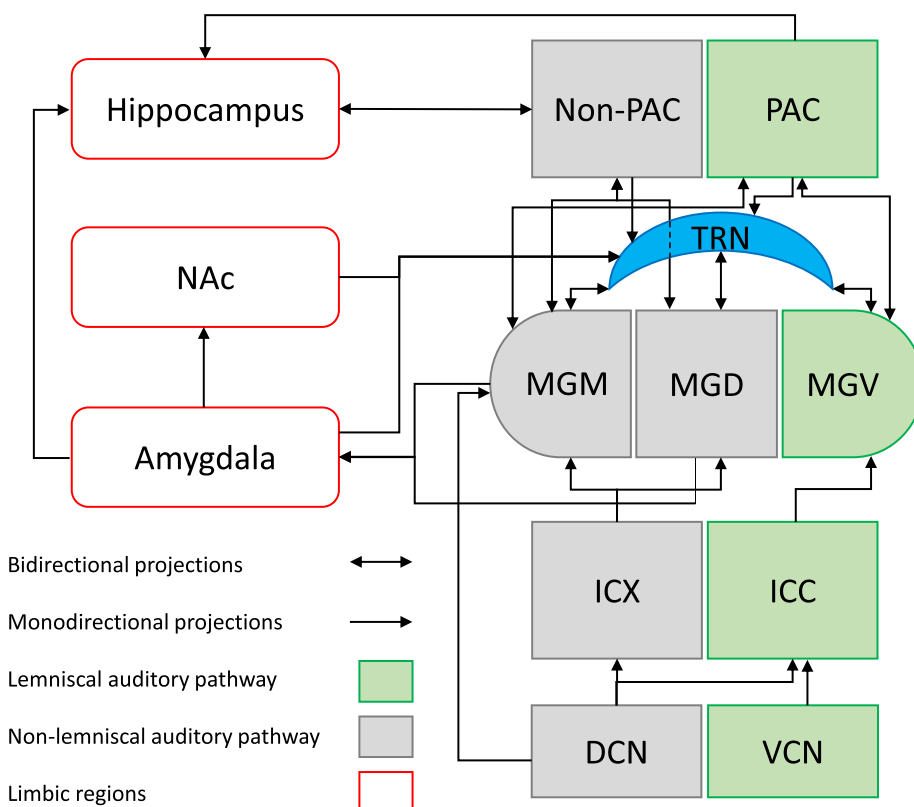 Hippocampus
Non-PAC
PAC
TRN
NAc
MGM
MGD
MGV
Amygdala
Bidirectional projections
ICX
ICC
Monodirectional projections
Lemniscal auditory pathway
Non-lemniscal auditory pathway
DCN
VCN
Limbic regions